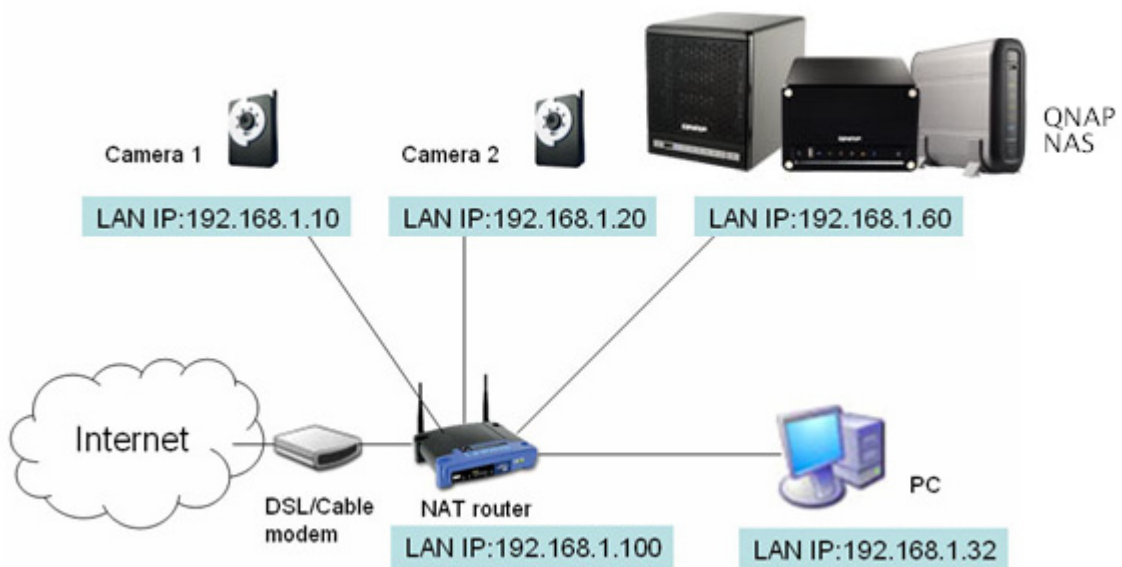 QNAP
NAS
Camera 1
Camera 2
LAN IP:192.168.1.10
LAN IP:192.168.1.20
LAN IP:192.168.1.60
Internet
DSL/Cable
modem
NAT router
PC
LAN IP:192.168.1.100
LAN IP:192.168.1.32